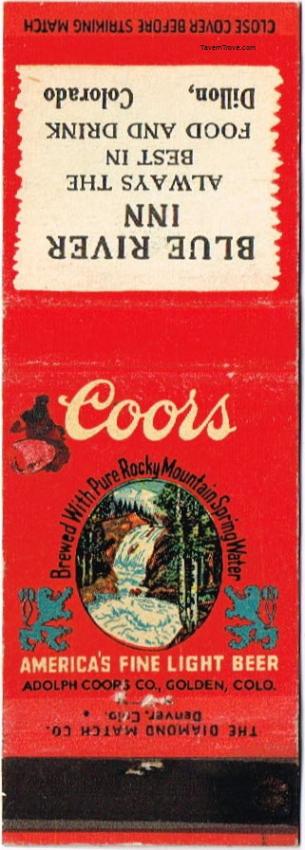 CLOSE COVER BEFORE STRIKING MATCH
TavernTrove.com
BLUE RIVER
INN
ALWAYS THE
BEST IN
FOOD AND DRINK
Dillon, Colorado
Coors
Brewed With Pure Rocky Mountain Spring Water
AMERICA'S FINE LIGHT BEER
ADOLPH COORS CO., GOLDEN, COLO.
THE DIAMOND MATCH CO.
Denver, Colo.